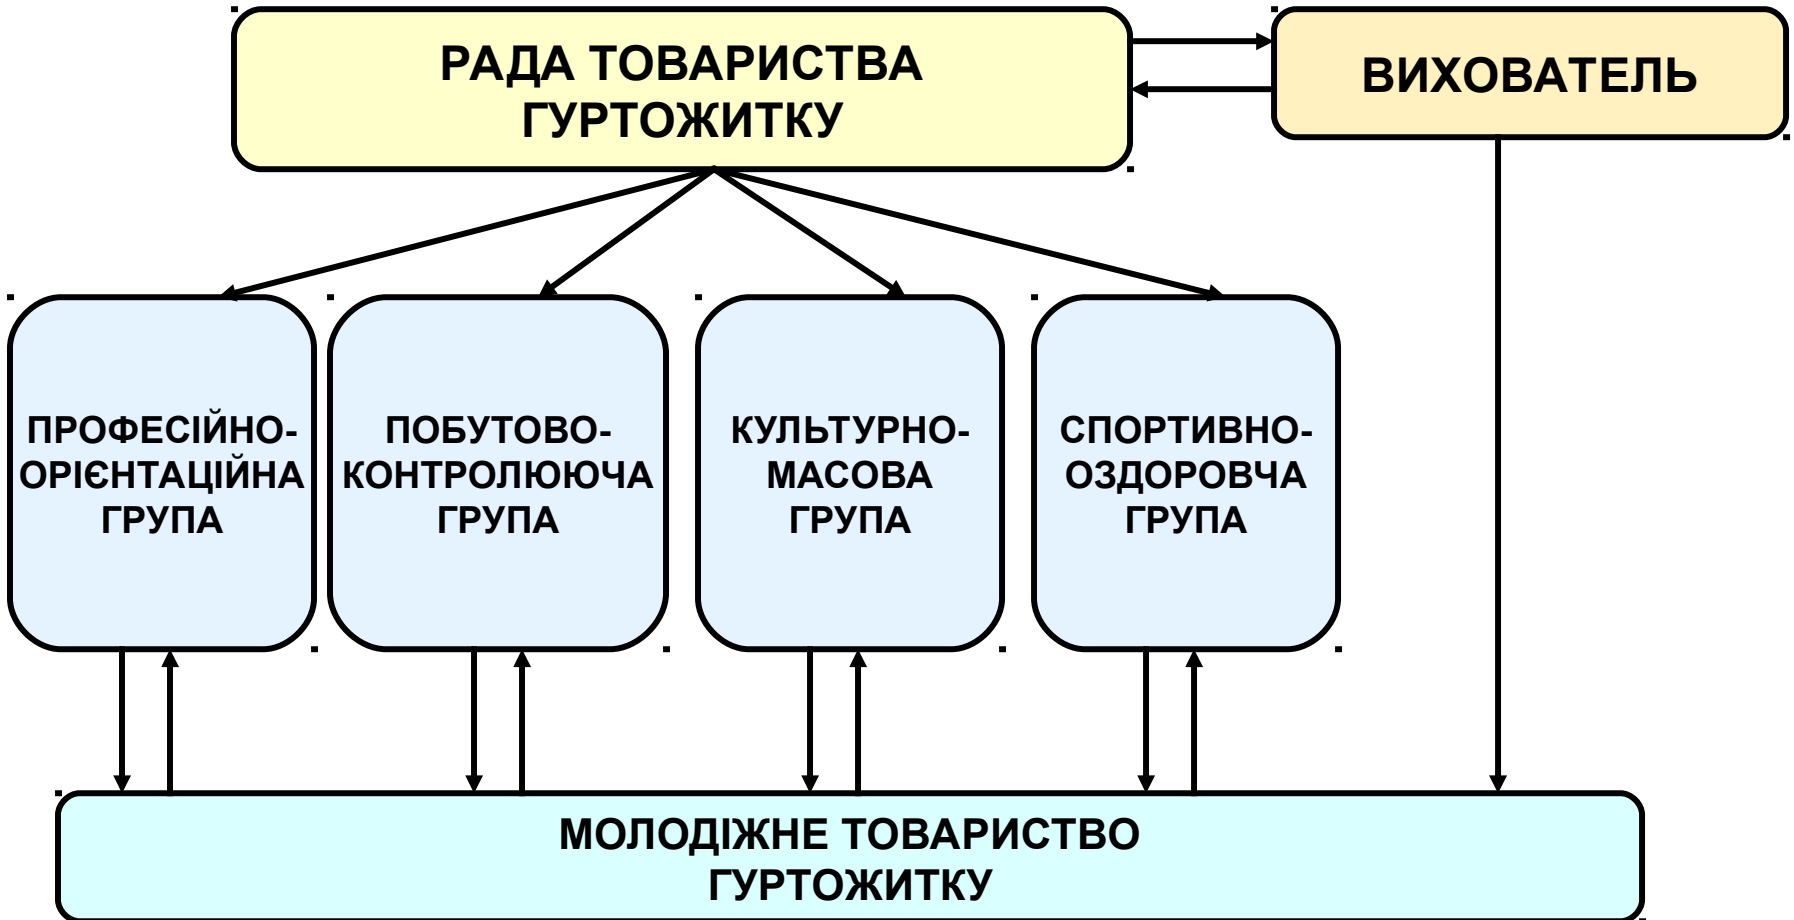 РАДА ТОВАРИСТВА
ГУРТОЖИТКУ
ВИХОВАТЕЛЬ
ПРОФЕСІЙНО-
ОРІЄНТАЦІЙНА
ГРУПА
ПОБУТОВО-
КОНТРОЛЮЮЧА
ГРУПА
КУЛЬТУРНО-
МАСОВА
ГРУПА
СПОРТИВНО-
ОЗДОРОВЧА
ГРУПА
МОЛОДІЖНЕ ТОВАРИСТВО
ГУРТОЖИТКУ